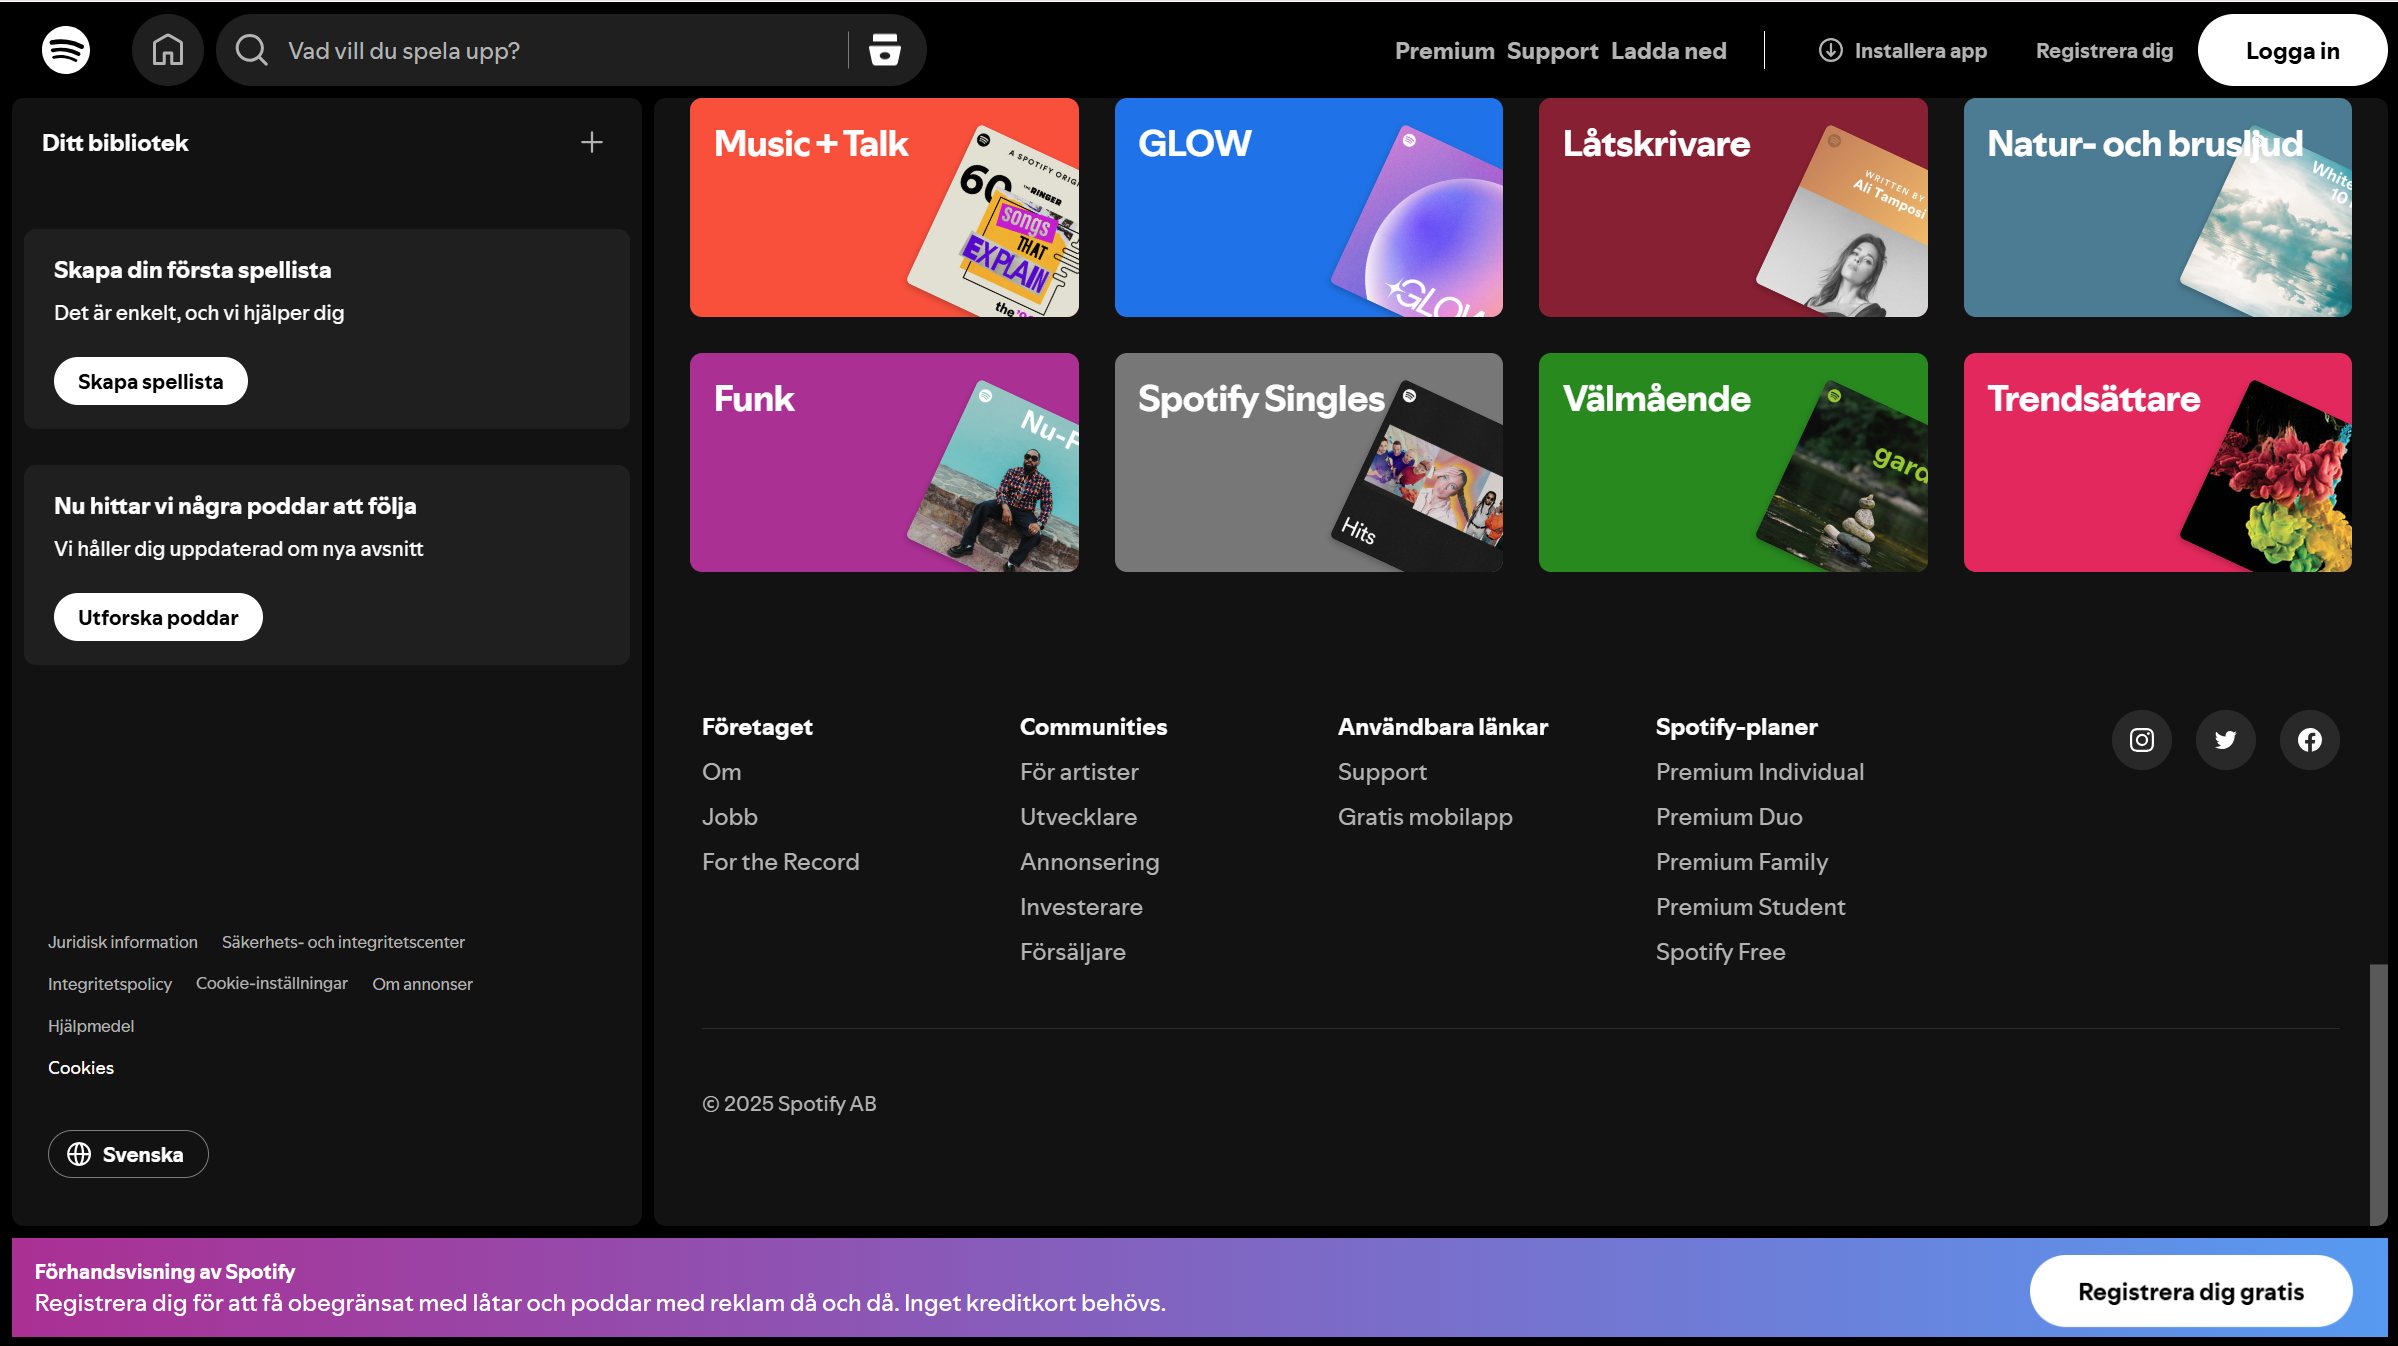 Vad vill du spela upp?
Premium Support Ladda ned
Installera app
Registrera dig
Logga in
Ditt bibliotek
Skapa din första spellista
Det är enkelt, och vi hjälper dig
Skapa spellista
Nu hittar vi några poddar att följa
Vi håller dig uppdaterad om nya avsnitt
Utforska poddar
Juridisk information Säkerhets- och integritetscenter
Integritetspolicy Cookie-inställningar Om annonser
Hjälpmedel
Cookies
Svenska
Music + Talk
A SPOTIFY ORIGI
60
THE RINGER
songs
THAT
EXPLAIN
the '90
GLOW
GLOW
Låtskrivare
WRITTEN BY
Ali Tamposi
Natur- och brusljud
White
10
Funk
Nu-F
Spotify Singles
Hits
Välmående
gard
Trendsättare
Företaget
Om
Jobb
For the Record
Communities
För artister
Utvecklare
Annonsering
Investerare
Försäljare
Användbara länkar
Support
Gratis mobilapp
Spotify-planer
Premium Individual
Premium Duo
Premium Family
Premium Student
Spotify Free
© 2025 Spotify AB
Förhandsvisning av Spotify
Registrera dig för att få obegränsat med låtar och poddar med reklam då och då. Inget kreditkort behövs.
Registrera dig gratis